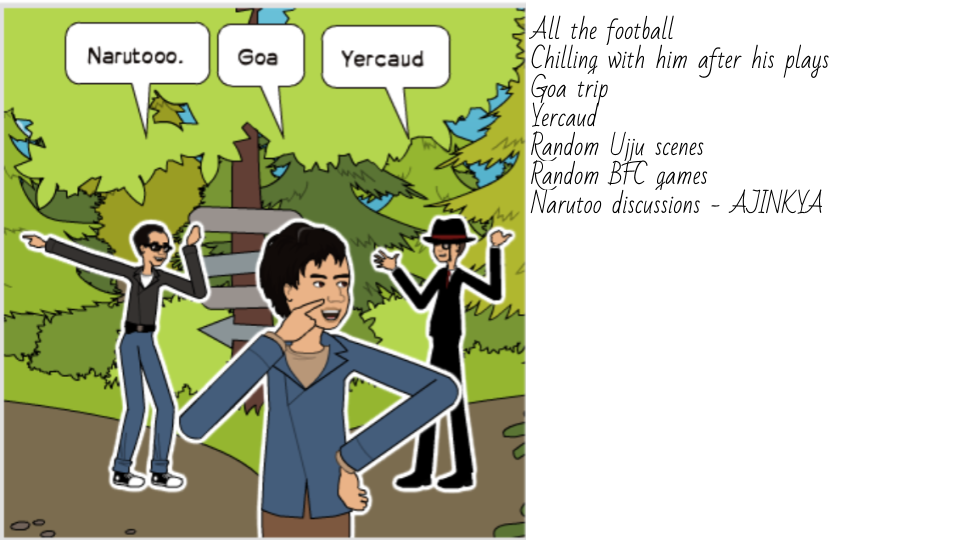 Narutooo.
Goa
Yercaud
All the football
Chilling with him after his plays
Goa trip
Yercaud
Random Ujju scenes
Random BFC games
Narutoo discussions - AJINKYA